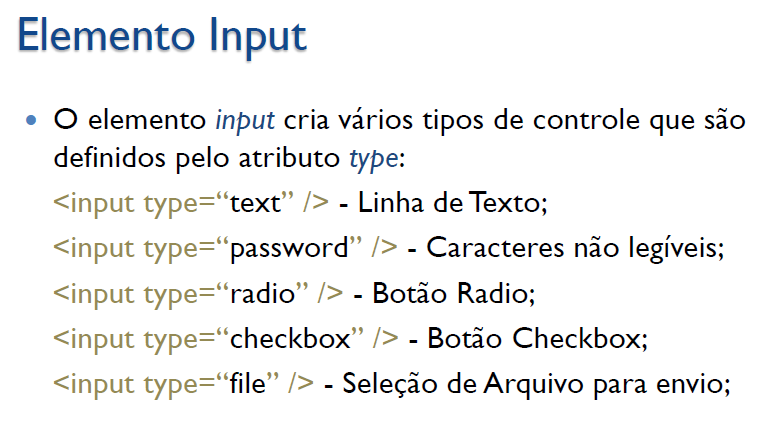 Elemento Input
• O elemento input cria vários tipos de controle que são
definidos pelo atributo type:
<input type=“text” /> - Linha de Texto;
<input type=“password” /> - Caracteres não legíveis;
<input type=“radio” /> - Botão Radio;
<input type=“checkbox” /> - Botão Checkbox;
<input type=“file” /> - Seleção de Arquivo para envio;